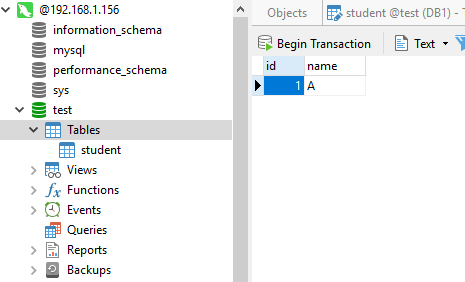 @192.168.1.156
information_schema
mysql
performance_schema
sys
test
Tables
student
Views
Functions
Events
Queries
Reports
Backups
Objects
student @test (DB1) - T
Begin Transaction
Text
id name
1 A